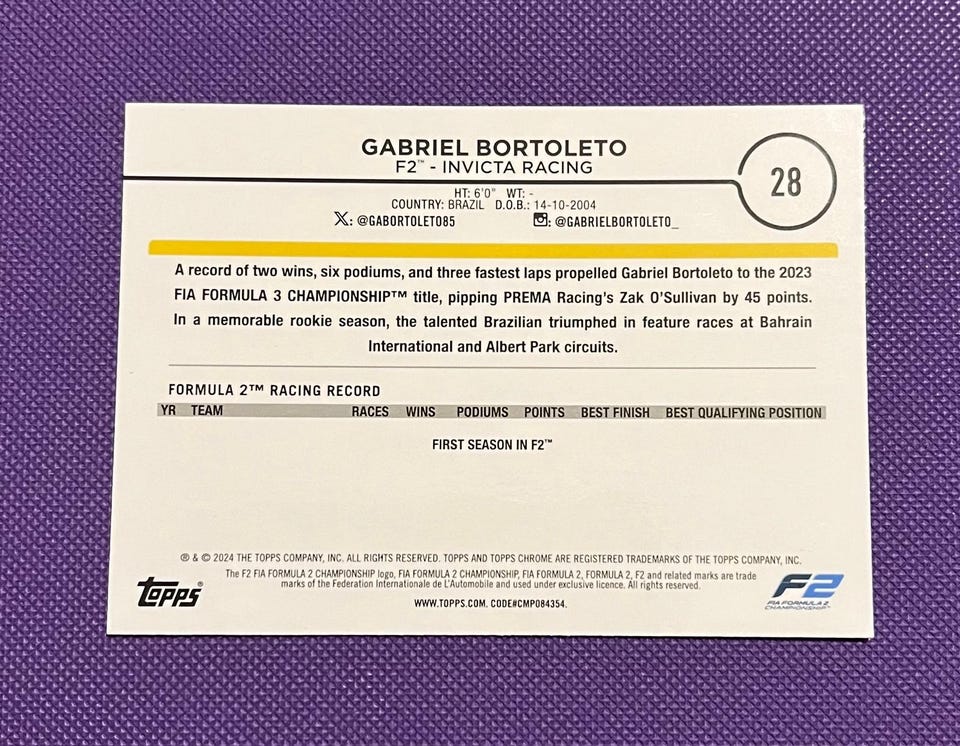 GABRIEL BORTOLETO
F2™ - INVICTA RACING
28
HT: 6'0" WT: -
COUNTRY: BRAZIL D.O.B.: 14-10-2004
X: @GABORTOLETO85 : @GABRIELBORTOLETO_
A record of two wins, six podiums, and three fastest laps propelled Gabriel Bortoleto to the 2023
FIA FORMULA 3 CHAMPIONSHIP™ title, pipping PREMA Racing's Zak O'Sullivan by 45 points.
In a memorable rookie season, the talented Brazilian triumphed in feature races at Bahrain
International and Albert Park circuits.
FORMULA 2™ RACING RECORD
YR TEAM RACES WINS PODIUMS POINTS BEST FINISH BEST QUALIFYING POSITION
FIRST SEASON IN F2™
® & © 2024 THE TOPPS COMPANY, INC. ALL RIGHTS RESERVED. TOPPS AND TOPPS CHROME ARE REGISTERED TRADEMARKS OF THE TOPPS COMPANY, INC.
The F2 FIA FORMULA 2 CHAMPIONSHIP logo, FIA FORMULA 2 CHAMPIONSHIP, FIA FORMULA 2, FORMULA 2, F2 and related marks are trade
marks of the Federation Internationale de L'Automobile and used under exclusive licence. All rights reserved.
WWW.TOPPS.COM. CODE#CMP084354.
Topps®
F2
FIA FORMULA 2
CHAMPIONSHIP™